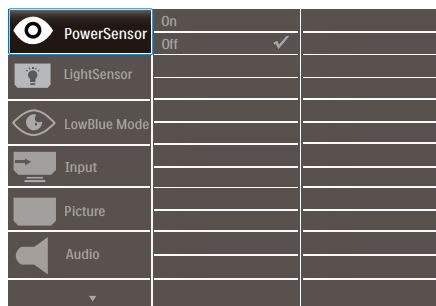 PowerSensor
On
Off
LightSensor
LowBlue Mode
Input
Picture
Audio